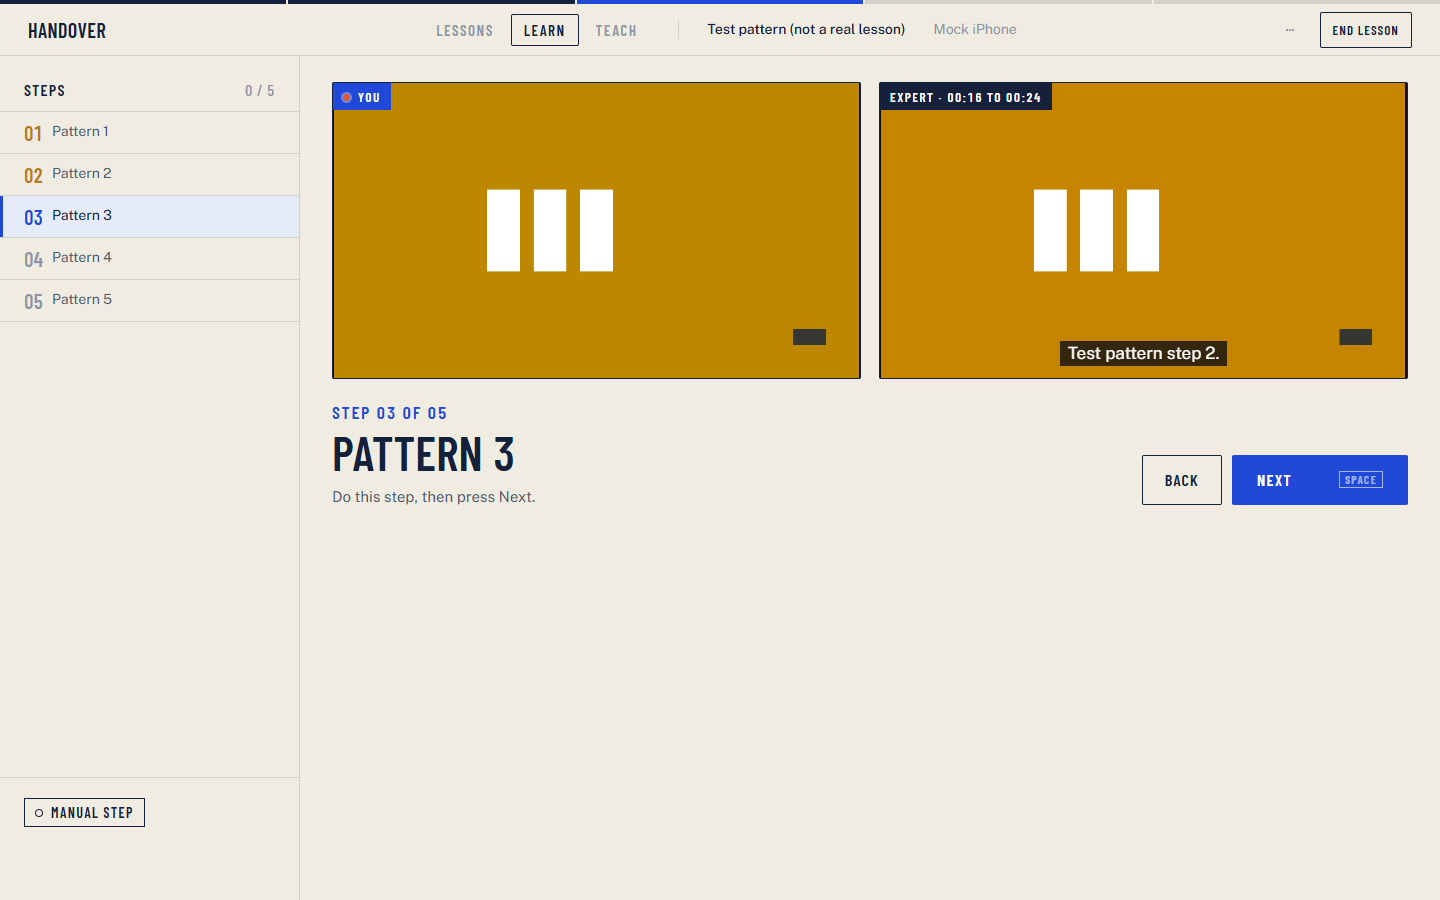 HANDOVER
LESSONS
LEARN
TEACH
Test pattern (not a real lesson)
Mock iPhone
...
END LESSON
STEPS
0 / 5
01 Pattern 1
02 Pattern 2
03 Pattern 3
04 Pattern 4
05 Pattern 5
MANUAL STEP
YOU
EXPERT · 00:16 TO 00:24
Test pattern step 2.
STEP 03 OF 05
PATTERN 3
Do this step, then press Next.
BACK
NEXT
SPACE